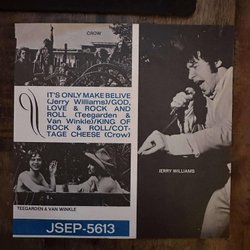 CROW
IT'S ONLY MAKE BELIVE
(Jerry Williams)/GOD,
LOVE & ROCK AND
ROLL (Teegarden &
Van Winkle)/KING OF
ROCK & ROLL/COT-
TAGE CHEESE (Crow)
JERRY WILLIAMS
TEEGARDEN & VAN WINKLE
JSEP-5613